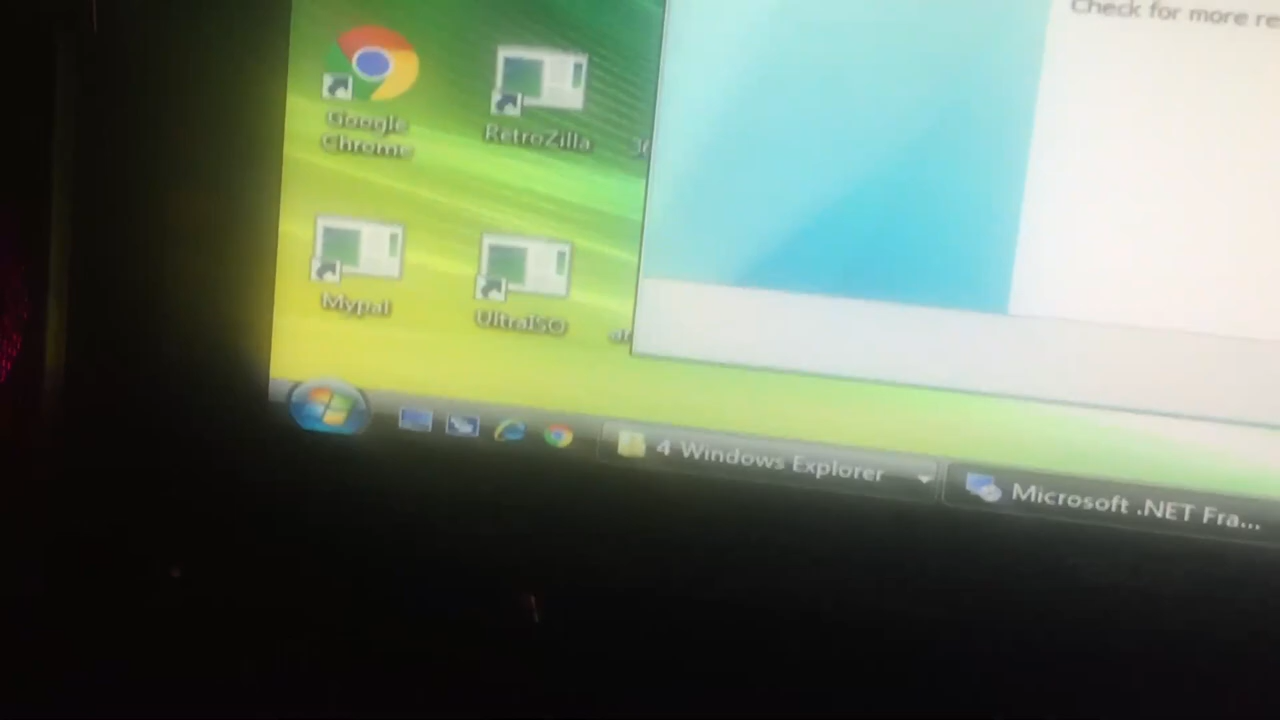 Check for more re
Google
Chrome
RetroZilla
Mypal
UltraISO
4 Windows Explorer
Microsoft .NET Fra...